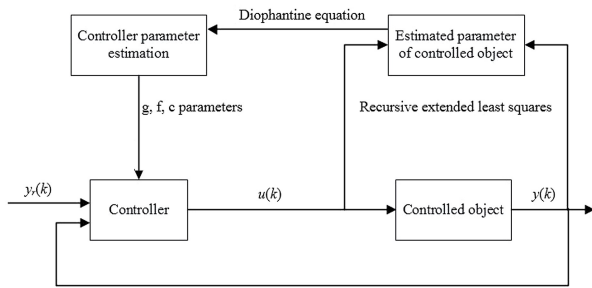 Diophantine equation
Controller parameter
estimation
Estimated parameter
of controlled object
g, f, c parameters
Recursive extended least squares
yᵣ(k)
Controller
u(k)
Controlled object
y(k)